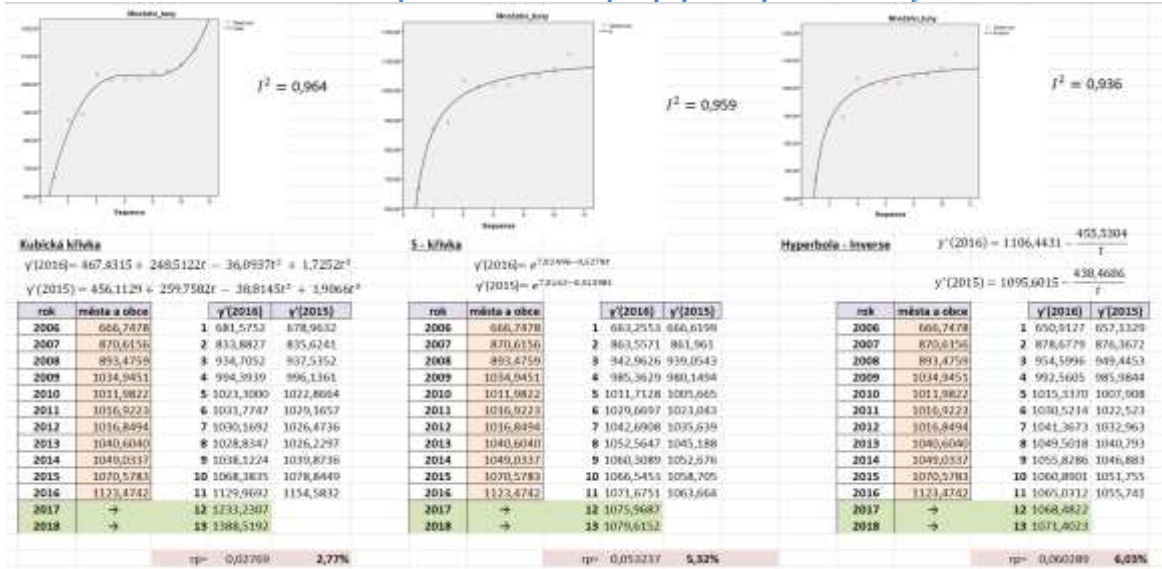 Množství_tuny
I² = 0,964
Sequence
Kubická křivka
y'(2016)= 467,4315 + 248,5122t − 36,0937t² + 1,7252t³
y'(2015) = 456,1129 + 259,7582t − 38,8145t² + 1,9066t³
rok města a obce y'(2016) y'(2015)
2006 666,7478 1 681,5752 678,9632
2007 870,6156 2 833,8827 835,6241
2008 893,4759 3 934,7052 937,5352
2009 1034,9451 4 994,3939 996,1361
2010 1011,9822 5 1023,3000 1022,8664
2011 1016,9223 6 1031,7747 1029,1657
2012 1016,8494 7 1030,1692 1026,4736
2013 1040,6040 8 1028,8347 1026,2297
2014 1049,0337 9 1038,1224 1039,8736
2015 1070,5783 10 1068,3835 1078,8449
2016 1123,4742 11 1129,9692 1154,5832
2017 → 12 1233,2307
2018 → 13 1388,5192
rp= 0,02769 2,77%
Množství_tuny
I² = 0,959
Sequence
S - křivka
y'(2016)=
y'(2015)=
rok města a obce y'(2016) y'(2015)
2006 666,7478 1 663,2553 666,6199
2007 870,6156 2 863,5571 861,961
2008 893,4759 3 942,9626 939,0543
2009 1034,9451 4 985,3629 980,1494
2010 1011,9822 5 1011,7128 1005,665
2011 1016,9223 6 1029,6697 1023,043
2012 1016,8494 7 1042,6908 1035,639
2013 1040,6040 8 1052,5647 1045,188
2014 1049,0337 9 1060,3089 1052,676
2015 1070,5783 10 1066,5455 1058,705
2016 1123,4742 11 1071,6751 1063,664
2017 → 12 1075,9687
2018 → 13 1079,6152
rp= 0,053237 5,32%
Množství_tuny
I² = 0,936
Sequence
Hyperbola - Inverse
y'(2016) = 1106,4431 − 455,5304 / t
y'(2015) = 1095,6015 − 438,4686 / t
rok města a obce y'(2016) y'(2015)
2006 666,7478 1 650,9127 657,1329
2007 870,6156 2 878,6779 876,3672
2008 893,4759 3 954,5996 949,4453
2009 1034,9451 4 992,5605 985,9844
2010 1011,9822 5 1015,3370 1007,908
2011 1016,9223 6 1030,5214 1022,523
2012 1016,8494 7 1041,3673 1032,963
2013 1040,6040 8 1049,5018 1040,793
2014 1049,0337 9 1055,8286 1046,883
2015 1070,5783 10 1060,8901 1051,755
2016 1123,4742 11 1065,0312 1055,741
2017 → 12 1068,4822
2018 → 13 1071,4023
rp= 0,060289 6,03%